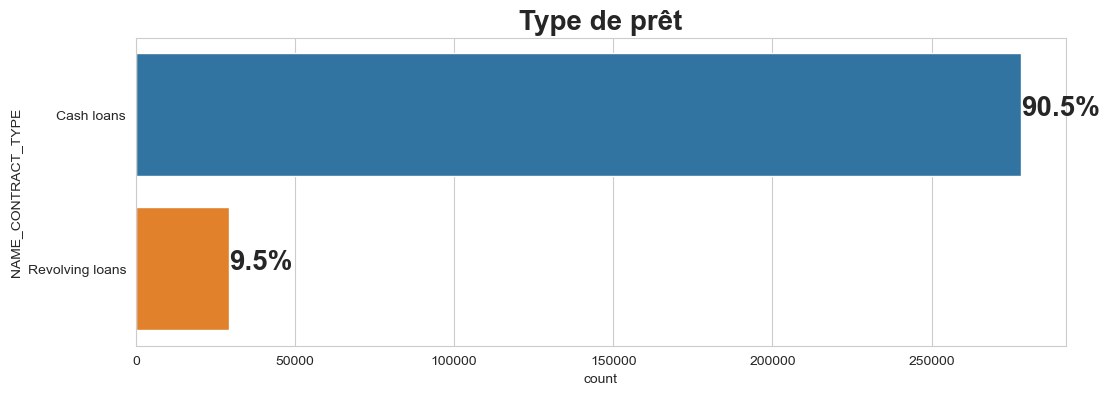 Type de prêt
NAME_CONTRACT_TYPE
Cash loans
90.5%
Revolving loans
9.5%
0 50000 100000 150000 200000 250000
count